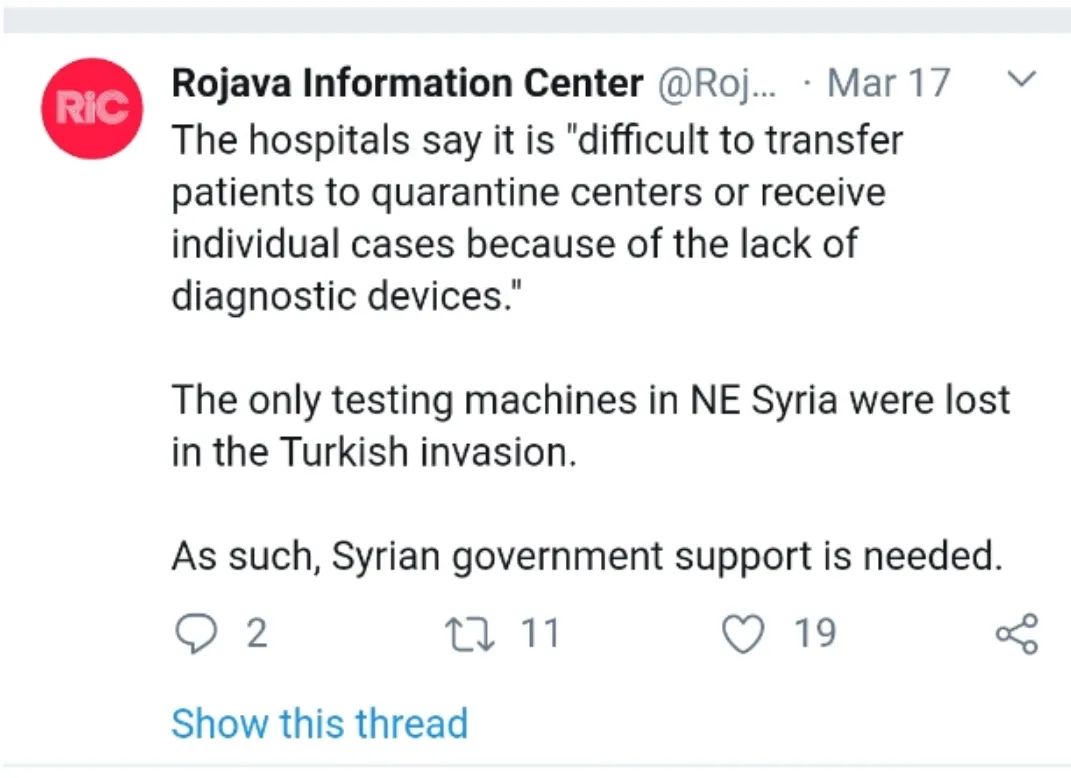 RiC
Rojava Information Center @Roj... · Mar 17
The hospitals say it is "difficult to transfer
patients to quarantine centers or receive
individual cases because of the lack of
diagnostic devices."
The only testing machines in NE Syria were lost
in the Turkish invasion.
As such, Syrian government support is needed.
2 11 19
Show this thread